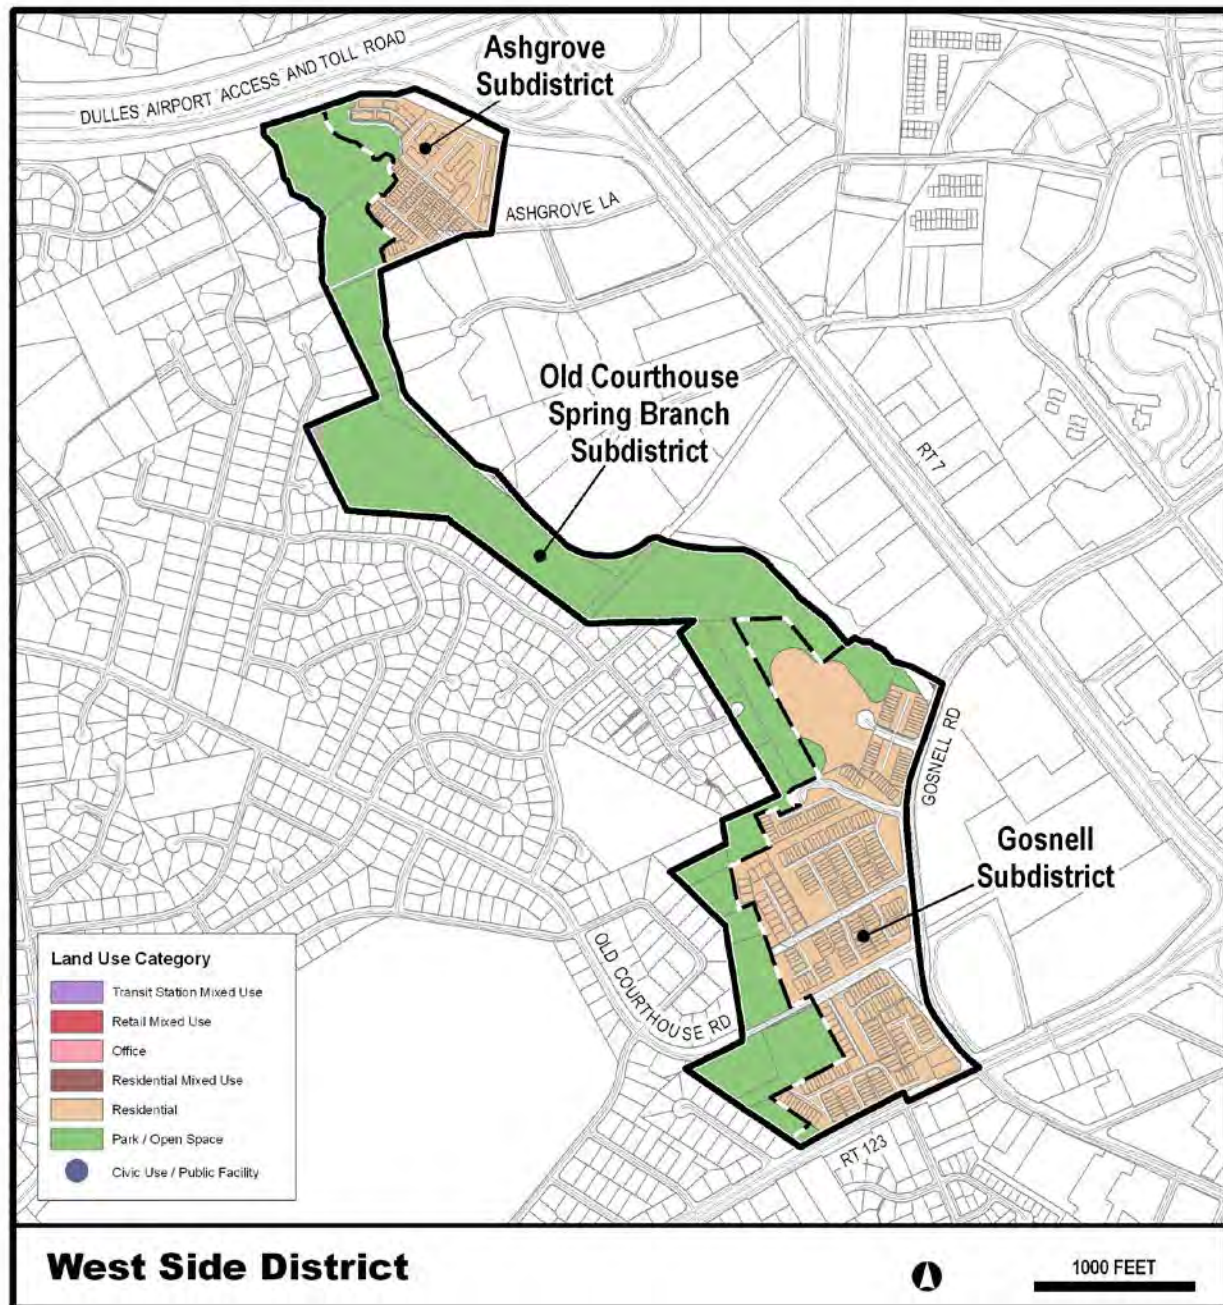 DULLES AIRPORT ACCESS AND TOLL ROAD
Ashgrove
Subdistrict
ASHGROVE LA
Old Courthouse
Spring Branch
Subdistrict
RT 7
GOSNELL RD
Gosnell
Subdistrict
OLD COURTHOUSE RD
RT 123
Land Use Category
Transit Station Mixed Use
Retail Mixed Use
Office
Residential Mixed Use
Residential
Park / Open Space
Civic Use / Public Facility
West Side District
1000 FEET